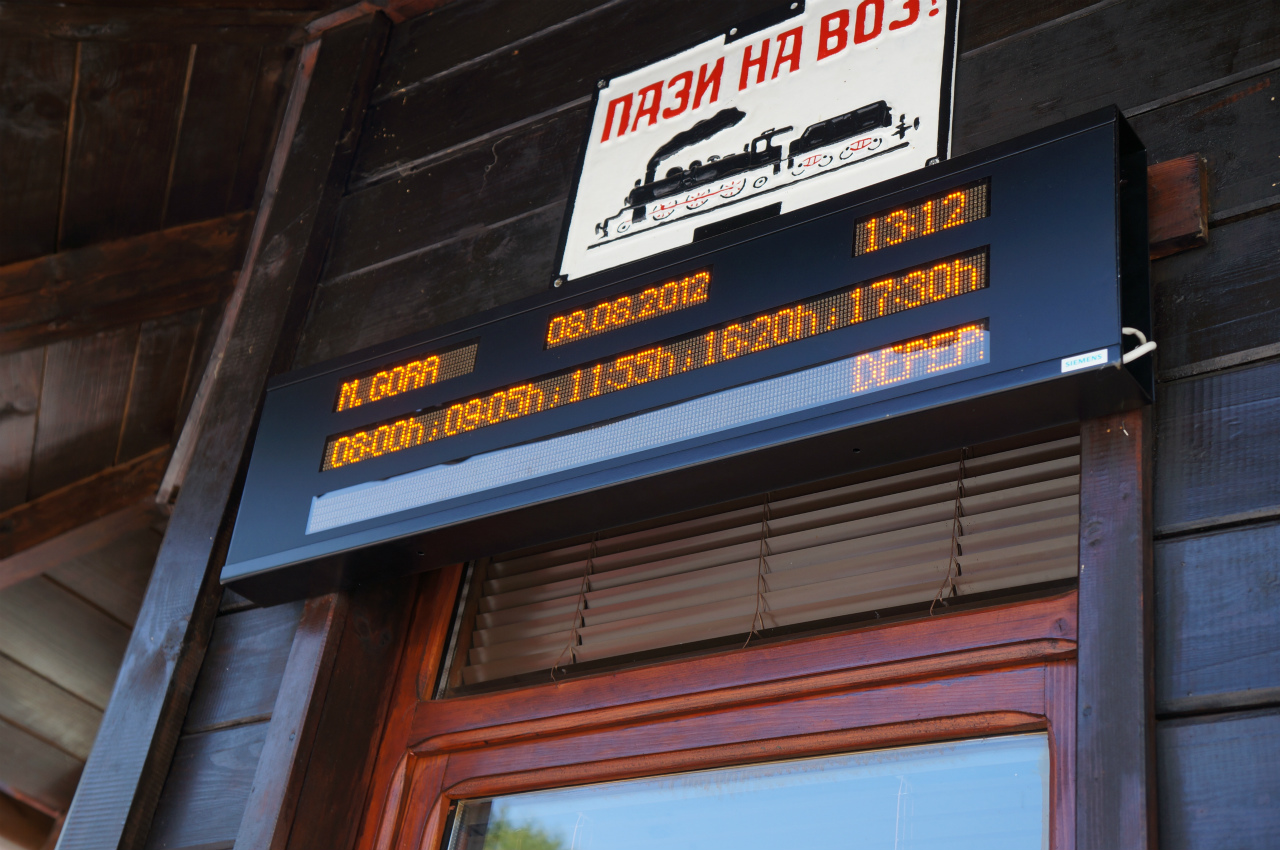 ПАЗИ НА ВОЗ!
13:12
08.08.2012
M. GORA
08:00h ; 09:05h ; 11:55h ; 16:20h ; 17:30h
SIEMENS